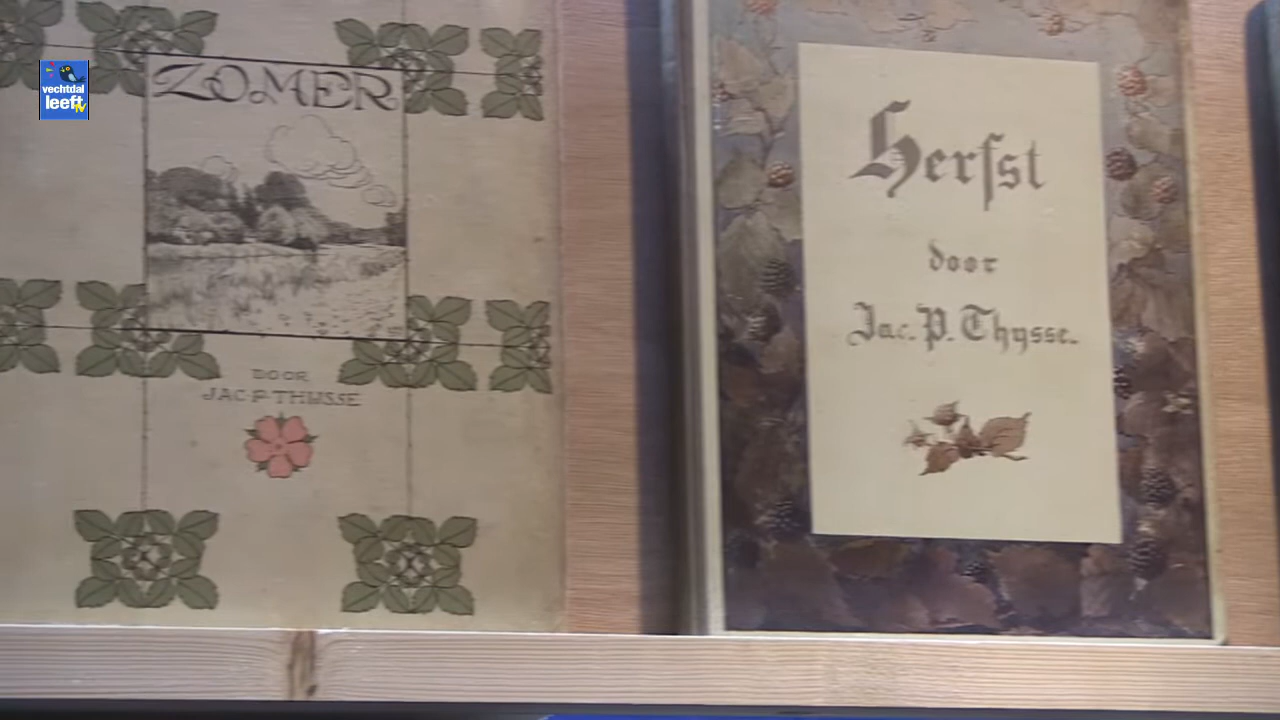 vechtdal
leeft
TV
ZOMER
DOOR
JAC·P·THIJSSE
Herfst
door
Jac. P. Thysse.